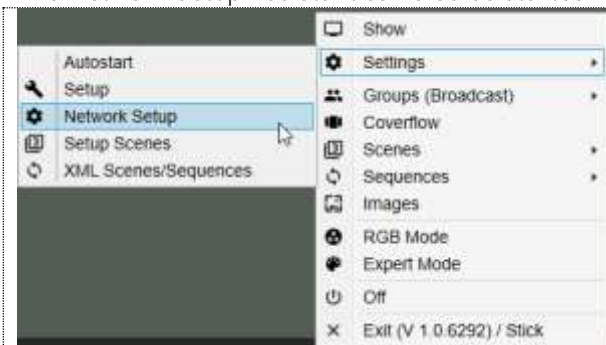 Show
Settings
Groups (Broadcast)
Coverflow
Scenes
Sequences
Images
RGB Mode
Expert Mode
Off
Exit (V 1.0.6292) / Stick
Autostart
Setup
Network Setup
Setup Scenes
XML Scenes/Sequences